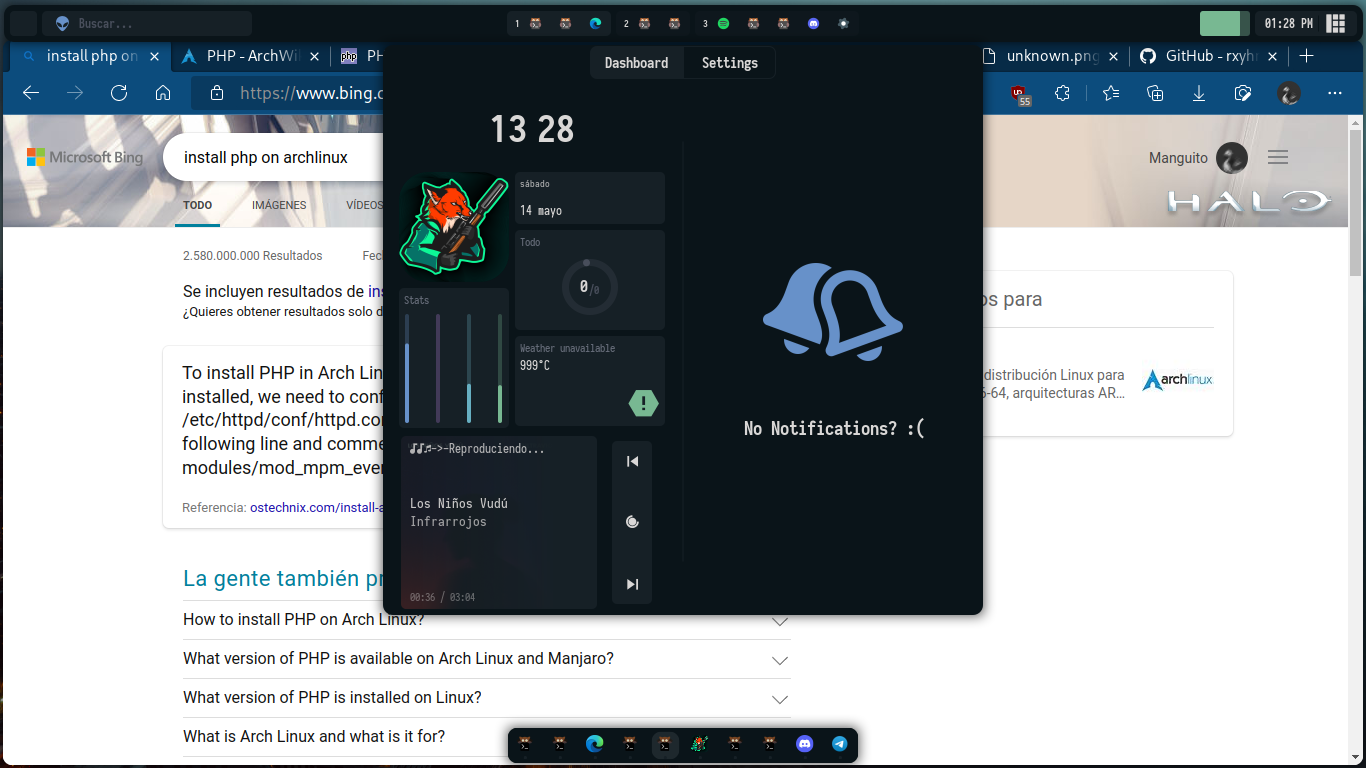 Buscar...
1
2
3
01:28 PM
install php on
PHP - ArchWi
php
PH
unknown.png
GitHub - rxyhn
https://www.bing.c
55
Dashboard
Settings
13 28
sábado
14 mayo
Todo
0/0
Stats
Weather unavailable
999°C
->-Reproduciendo...
Los Niños Vudú
Infrarrojos
00:36 / 03:04
No Notifications? :(
Microsoft Bing
install php on archlinux
Manguito
HALO
TODO
IMÁGENES
VÍDEOS
2.580.000.000 Resultados
Se incluyen resultados de
¿Quieres obtener resultados solo d
To install PHP in Arch Lin
installed, we need to conf
/etc/httpd/conf/httpd.con
following line and comme
modules/mod_mpm_eve
Referencia: ostechnix.com/install-a
os para
distribución Linux para
-64, arquitecturas AR...
archlinux
La gente también pr
How to install PHP on Arch Linux?
What version of PHP is available on Arch Linux and Manjaro?
What version of PHP is installed on Linux?
What is Arch Linux and what is it for?